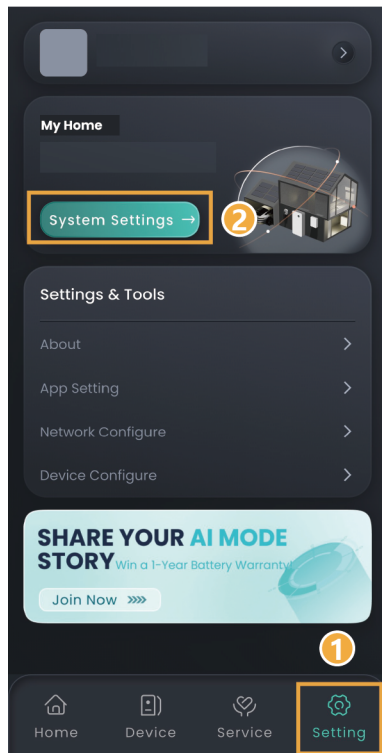 My Home
System Settings →
2
Settings & Tools
About
App Setting
Network Configure
Device Configure
SHARE YOUR AI MODE
STORY Win a 1-Year Battery Warranty!
Join Now »»
1
Home Device Service Setting